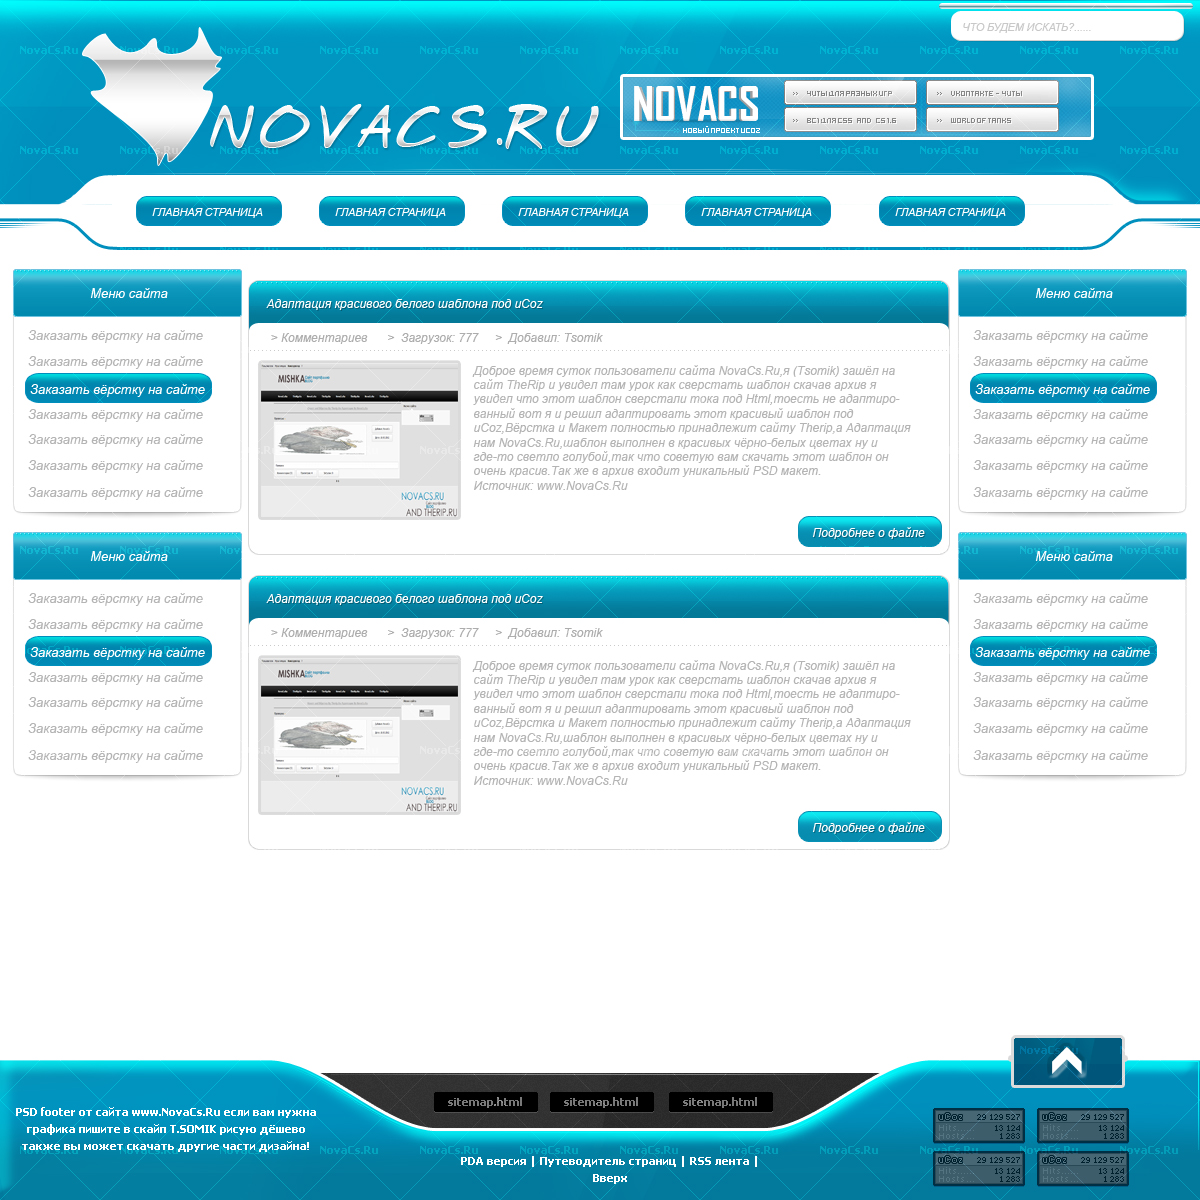 ЧТО БУДЕМ ИСКАТЬ?......
NOVACS.RU
NOVACS
НОВЫЙ ПРОЕКТ UCOZ
›› ЧИТЫ ДЛЯ РАЗНЫХ ИГР
›› VKONTAKTE - ЧИТЫ
›› ВСЁ ДЛЯ CSS AND CS 1.6
›› WORLD OF TANKS
ГЛАВНАЯ СТРАНИЦА
ГЛАВНАЯ СТРАНИЦА
ГЛАВНАЯ СТРАНИЦА
ГЛАВНАЯ СТРАНИЦА
ГЛАВНАЯ СТРАНИЦА
Меню сайта
Заказать вёрстку на сайте
Заказать вёрстку на сайте
Заказать вёрстку на сайте
Заказать вёрстку на сайте
Заказать вёрстку на сайте
Заказать вёрстку на сайте
Заказать вёрстку на сайте
Меню сайта
Заказать вёрстку на сайте
Заказать вёрстку на сайте
Заказать вёрстку на сайте
Заказать вёрстку на сайте
Заказать вёрстку на сайте
Заказать вёрстку на сайте
Заказать вёрстку на сайте
Адаптация красивого белого шаблона под uCoz
> Комментариев > Загрузок: 777 > Добавил: Tsomik
MISHKA
NOVACS.RU
AND THERIP.RU
Доброе время суток пользователи сайта NovaCs.Ru,я (Tsomik) зашёл на
сайт TheRip и увидел там урок как сверстать шаблон скачав архив я
увидел что этот шаблон сверстали тока под Html,тоесть не адаптиро-
ванный вот я и решил адаптировать этот красивый шаблон под
uCoz,Вёрстка и Макет полностью принадлежит сайту Therip,а Адаптация
нам NovaCs.Ru,шаблон выполнен в красивых чёрно-белых цветах ну и
где-то светло голубой,так что советую вам скачать этот шаблон он
очень красив.Так же в архив входит уникальный PSD макет.
Источник: www.NovaCs.Ru
Подробнее о файле
Адаптация красивого белого шаблона под uCoz
> Комментариев > Загрузок: 777 > Добавил: Tsomik
MISHKA
NOVACS.RU
AND THERIP.RU
Доброе время суток пользователи сайта NovaCs.Ru,я (Tsomik) зашёл на
сайт TheRip и увидел там урок как сверстать шаблон скачав архив я
увидел что этот шаблон сверстали тока под Html,тоесть не адаптиро-
ванный вот я и решил адаптировать этот красивый шаблон под
uCoz,Вёрстка и Макет полностью принадлежит сайту Therip,а Адаптация
нам NovaCs.Ru,шаблон выполнен в красивых чёрно-белых цветах ну и
где-то светло голубой,так что советую вам скачать этот шаблон он
очень красив.Так же в архив входит уникальный PSD макет.
Источник: www.NovaCs.Ru
Подробнее о файле
Меню сайта
Заказать вёрстку на сайте
Заказать вёрстку на сайте
Заказать вёрстку на сайте
Заказать вёрстку на сайте
Заказать вёрстку на сайте
Заказать вёрстку на сайте
Заказать вёрстку на сайте
Меню сайта
Заказать вёрстку на сайте
Заказать вёрстку на сайте
Заказать вёрстку на сайте
Заказать вёрстку на сайте
Заказать вёрстку на сайте
Заказать вёрстку на сайте
Заказать вёрстку на сайте
PSD footer от сайта www.NovaCs.Ru если вам нужна
графика пишите в скайп T.SOMIK рисую дёшево
также вы может скачать другие части дизайна!
sitemap.html
sitemap.html
sitemap.html
PDA версия | Путеводитель страниц | RSS лента |
Вверх
uCoz 29 129 527
Hits 13 124
Hosts 1 283
uCoz 29 129 527
Hits 13 124
Hosts 1 283
uCoz 29 129 527
Hits 13 124
Hosts 1 283
uCoz 29 129 527
Hits 13 124
Hosts 1 283